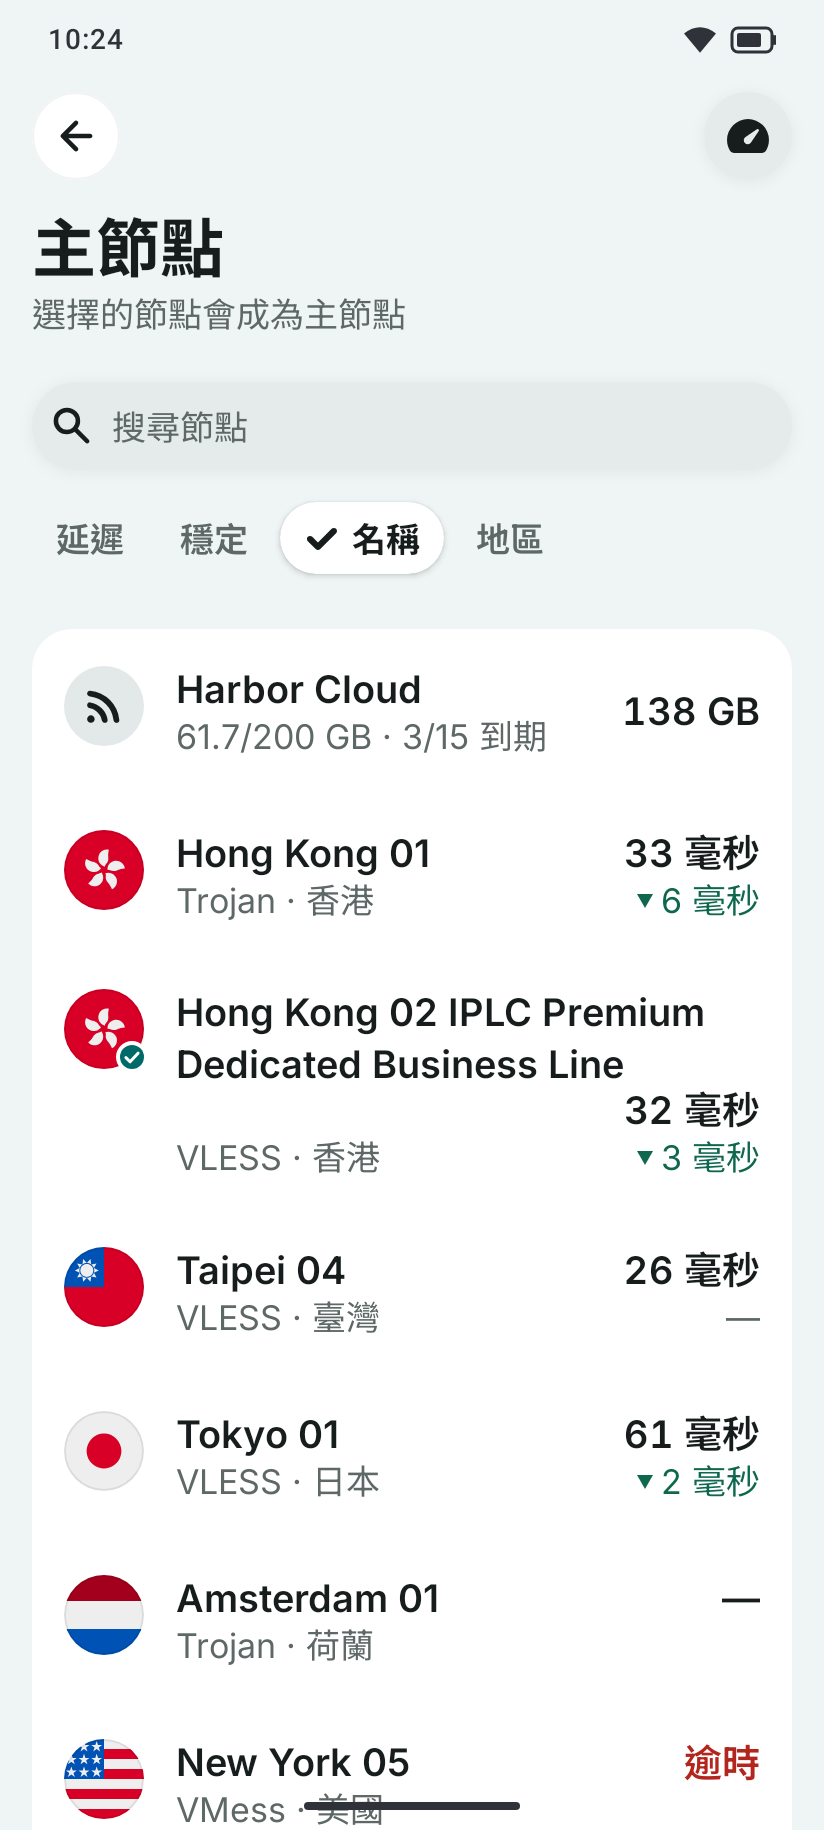 10:24
主節點
選擇的節點會成為主節點
搜尋節點
延遲 穩定 名稱 地區
Harbor Cloud
61.7/200 GB · 3/15 到期
138 GB
Hong Kong 01
33 毫秒
Trojan · 香港
▼6 毫秒
Hong Kong 02 IPLC Premium
Dedicated Business Line
32 毫秒
VLESS · 香港
▼3 毫秒
Taipei 04
26 毫秒
VLESS · 臺灣
—
Tokyo 01
61 毫秒
VLESS · 日本
▼2 毫秒
Amsterdam 01
—
Trojan · 荷蘭
New York 05
逾時
VMess · 美國